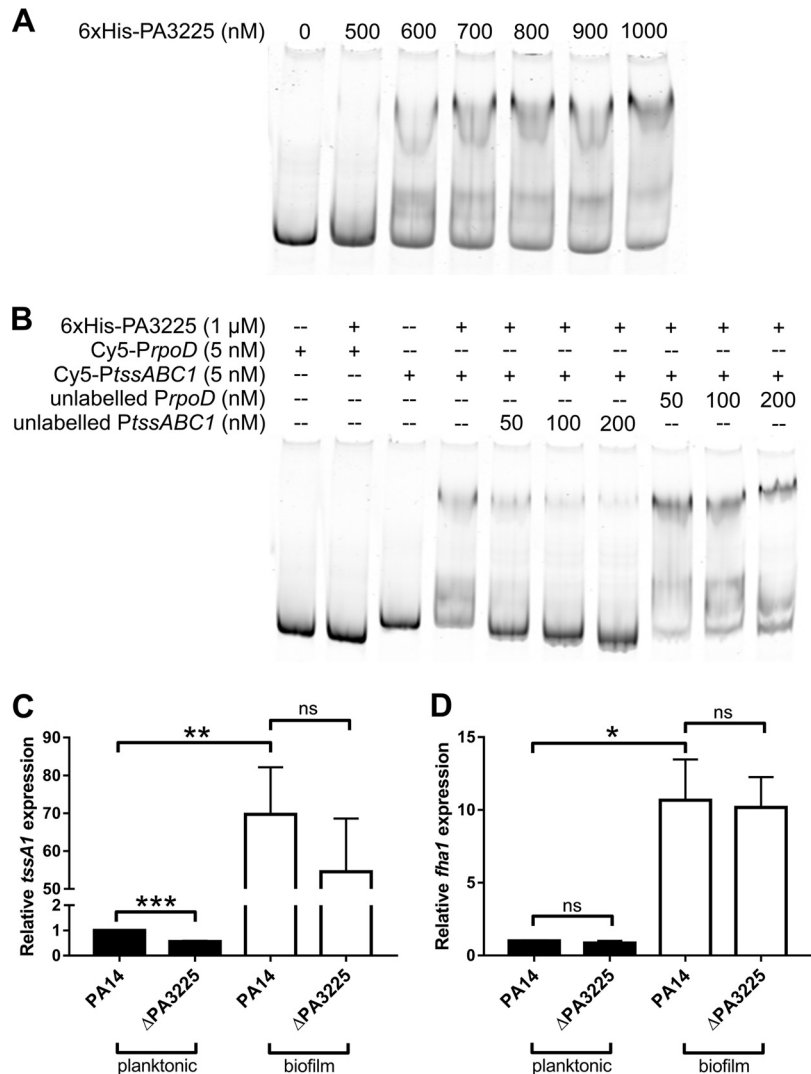 A
6xHis-PA3225 (nM) 0 500 600 700 800 900 1000
B
6xHis-PA3225 (1 µM) -- + -- + + + + + + +
Cy5-PrpoD (5 nM) + + -- -- -- -- -- -- -- --
Cy5-PtssABC1 (5 nM) -- -- + + + + + + + +
unlabelled PrpoD (nM) -- -- -- -- -- -- -- 50 100 200
unlabelled PtssABC1 (nM) -- -- -- -- 50 100 200 -- -- --
C
Relative tssA1 expression
90
80
70
60
50
2
1
0
**
ns
***
PA14
ΔPA3225
PA14
ΔPA3225
planktonic
biofilm
D
Relative fha1 expression
15
10
5
0
*
ns
ns
PA14
ΔPA3225
PA14
ΔPA3225
planktonic
biofilm